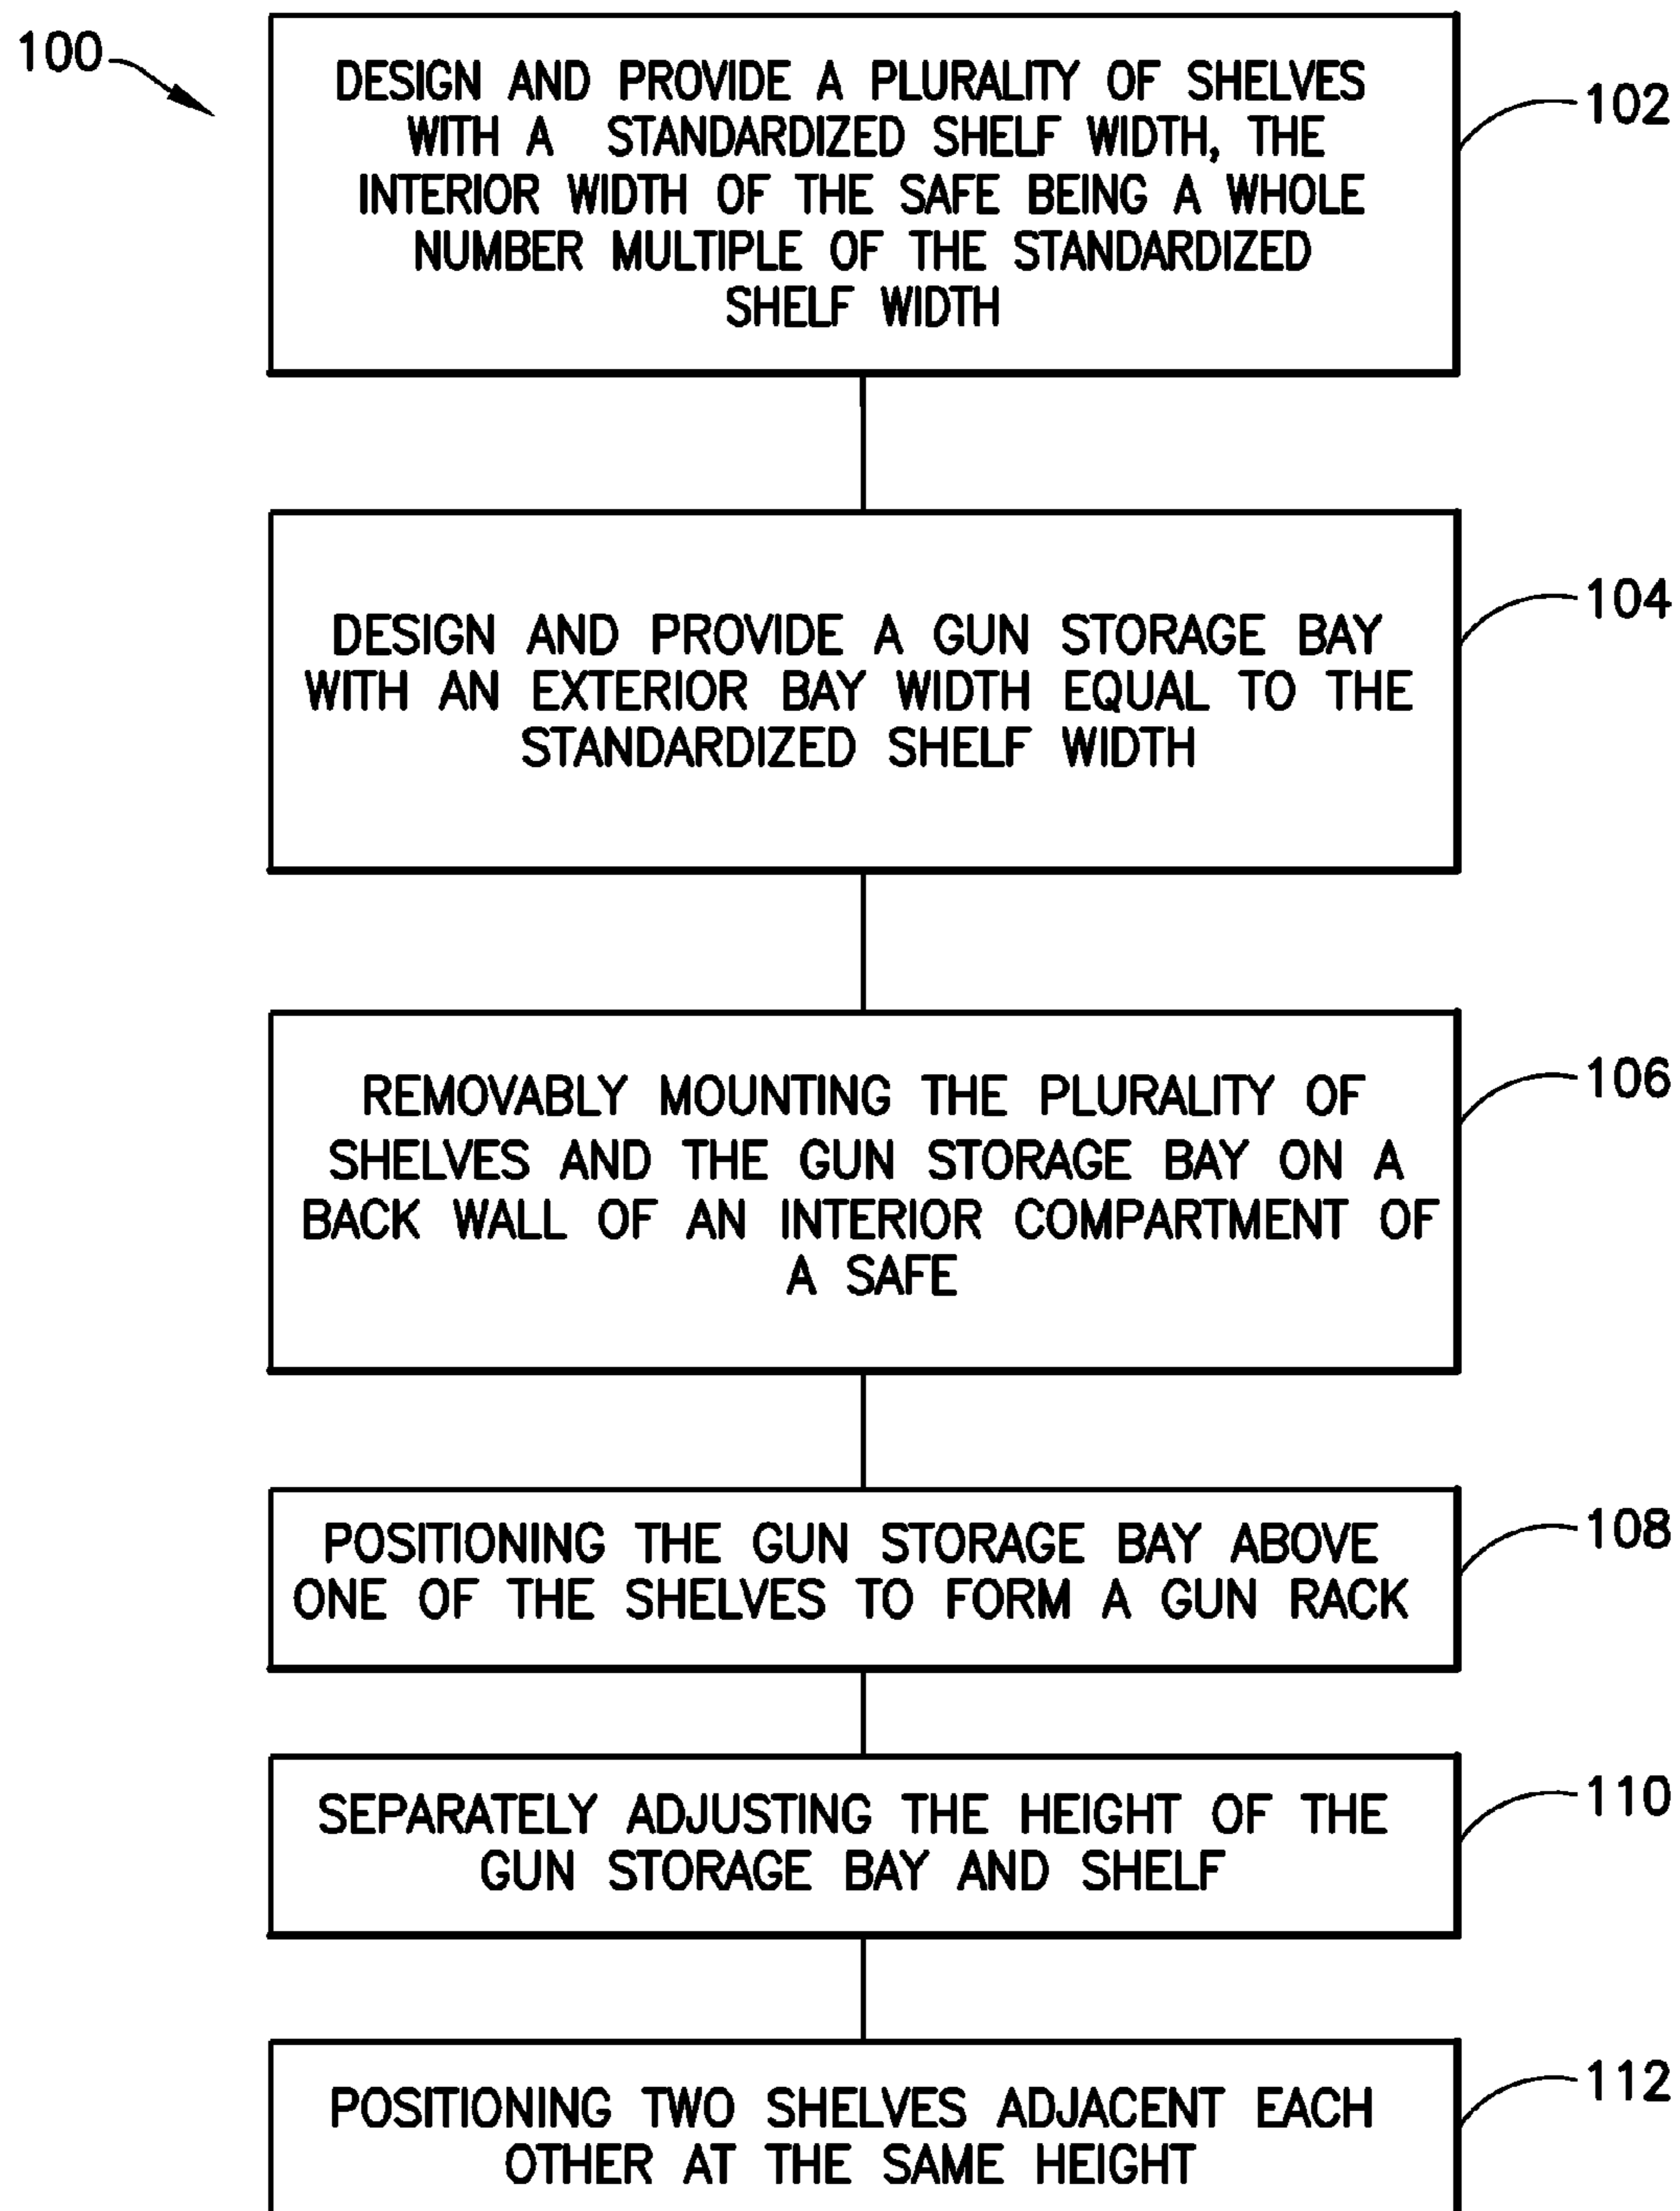 100
DESIGN AND PROVIDE A PLURALITY OF SHELVES
WITH A STANDARDIZED SHELF WIDTH, THE
INTERIOR WIDTH OF THE SAFE BEING A WHOLE
NUMBER MULTIPLE OF THE STANDARDIZED
SHELF WIDTH
102
DESIGN AND PROVIDE A GUN STORAGE BAY
WITH AN EXTERIOR BAY WIDTH EQUAL TO THE
STANDARDIZED SHELF WIDTH
104
REMOVABLY MOUNTING THE PLURALITY OF
SHELVES AND THE GUN STORAGE BAY ON A
BACK WALL OF AN INTERIOR COMPARTMENT OF
A SAFE
106
POSITIONING THE GUN STORAGE BAY ABOVE
ONE OF THE SHELVES TO FORM A GUN RACK
108
SEPARATELY ADJUSTING THE HEIGHT OF THE
GUN STORAGE BAY AND SHELF
110
POSITIONING TWO SHELVES ADJACENT EACH
OTHER AT THE SAME HEIGHT
112